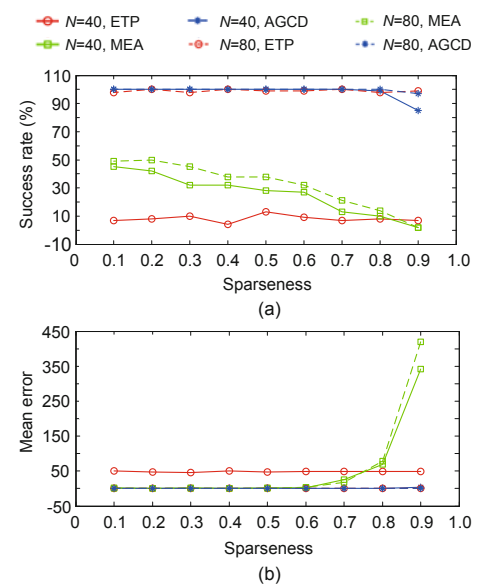 N=40, ETP N=40, AGCD N=80, MEA
N=40, MEA N=80, ETP N=80, AGCD
110
90
70
50
30
10
-10
Success rate (%)
0 0.1 0.2 0.3 0.4 0.5 0.6 0.7 0.8 0.9 1.0
Sparseness
(a)
450
350
250
150
50
-50
Mean error
0 0.1 0.2 0.3 0.4 0.5 0.6 0.7 0.8 0.9 1.0
Sparseness
(b)